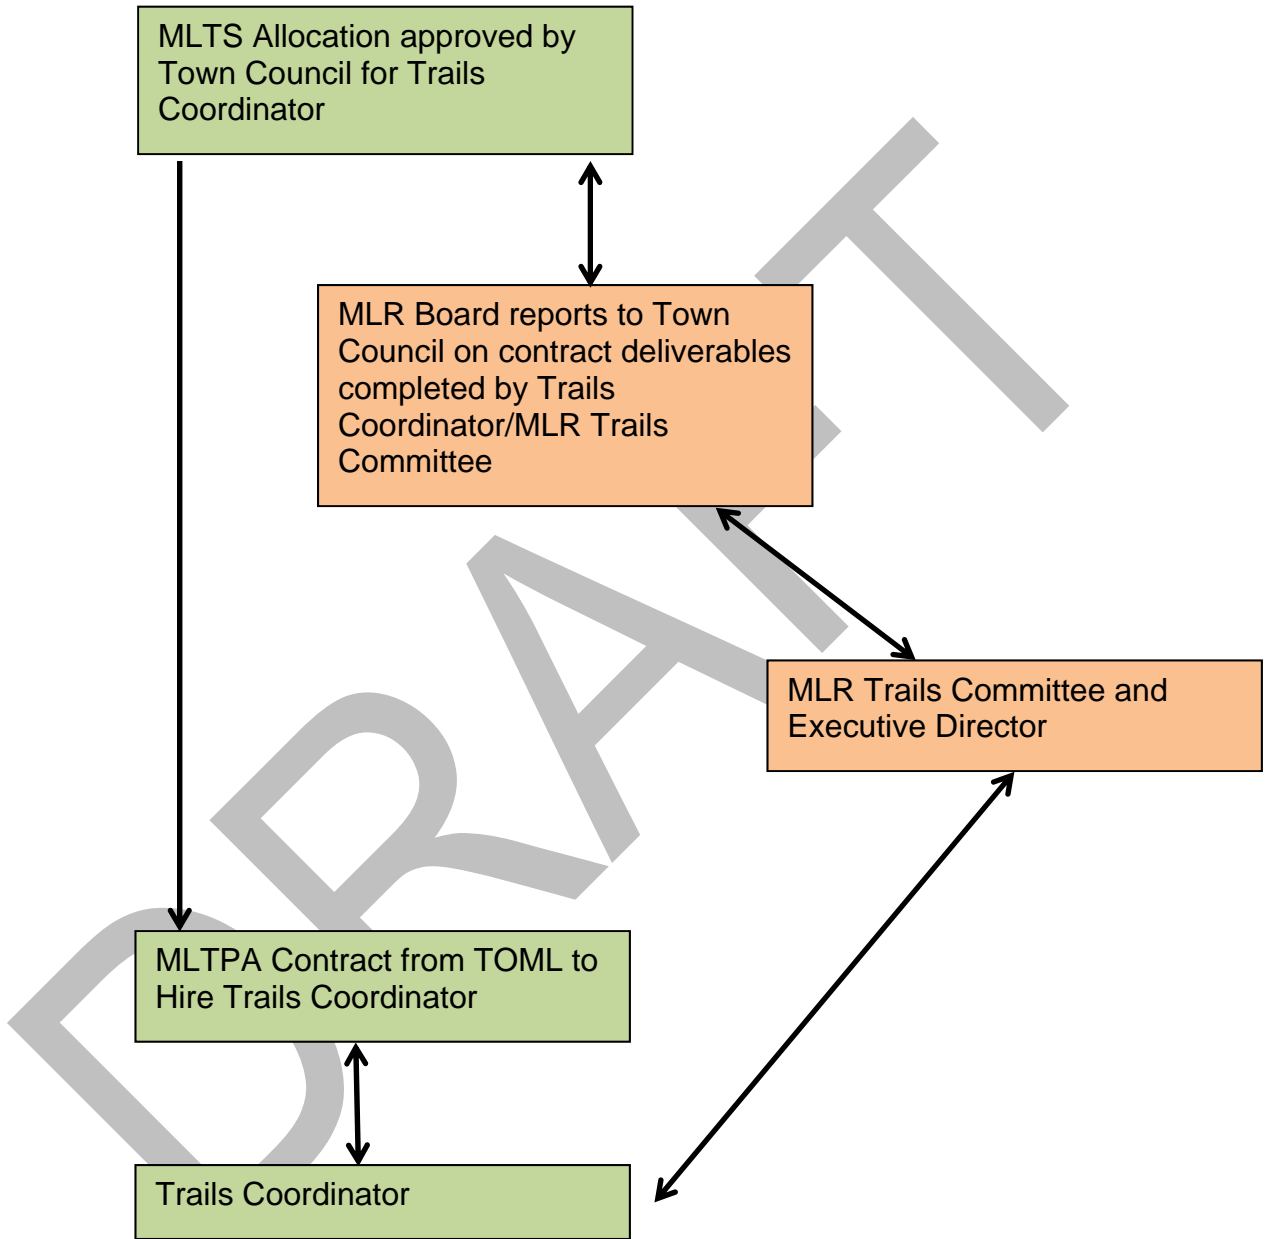 MLTS Allocation approved by
Town Council for Trails
Coordinator
MLR Board reports to Town
Council on contract deliverables
completed by Trails
Coordinator/MLR Trails
Committee
MLR Trails Committee and
Executive Director
MLTPA Contract from TOML to
Hire Trails Coordinator
Trails Coordinator
DRAFT